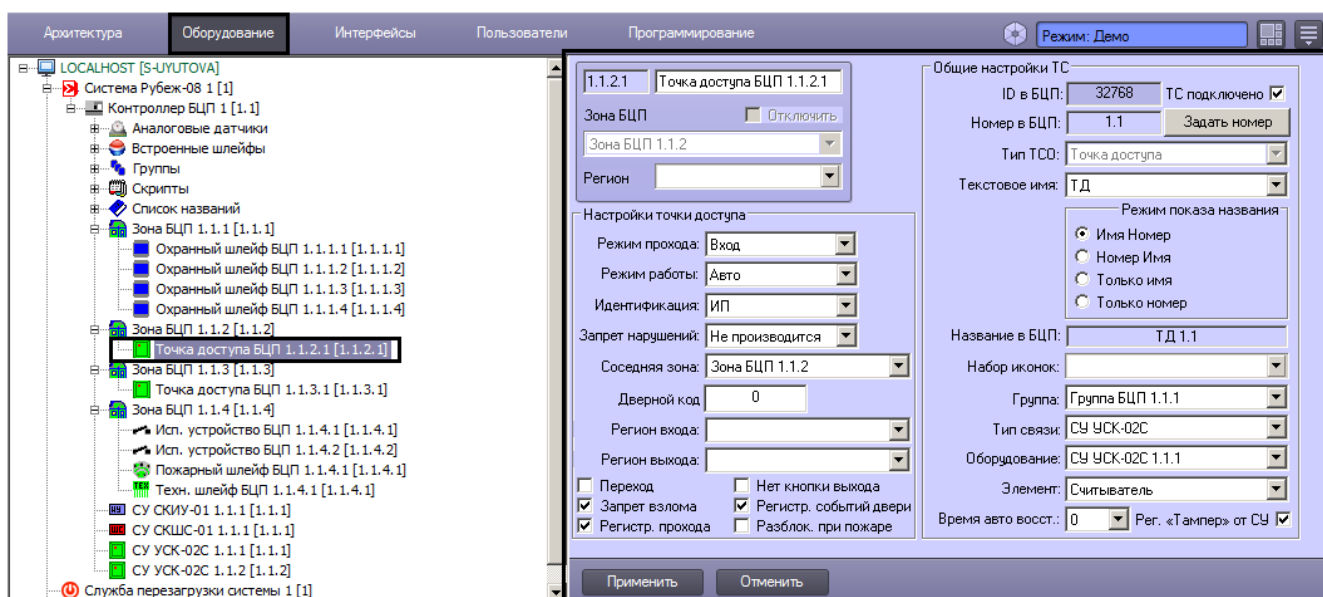 Архитектура Оборудование Интерфейсы Пользователи Программирование Режим: Демо
LOCALHOST [S-UYUTOVA]
Система Рубеж-08 1 [1]
Контроллер БЦП 1 [1.1]
Аналоговые датчики
Встроенные шлейфы
Группы
Скрипты
Список названий
Зона БЦП 1.1.1 [1.1.1]
Охранный шлейф БЦП 1.1.1.1 [1.1.1.1]
Охранный шлейф БЦП 1.1.1.2 [1.1.1.2]
Охранный шлейф БЦП 1.1.1.3 [1.1.1.3]
Охранный шлейф БЦП 1.1.1.4 [1.1.1.4]
Зона БЦП 1.1.2 [1.1.2]
Точка доступа БЦП 1.1.2.1 [1.1.2.1]
Зона БЦП 1.1.3 [1.1.3]
Точка доступа БЦП 1.1.3.1 [1.1.3.1]
Зона БЦП 1.1.4 [1.1.4]
Исп. устройство БЦП 1.1.4.1 [1.1.4.1]
Исп. устройство БЦП 1.1.4.2 [1.1.4.2]
Пожарный шлейф БЦП 1.1.4.1 [1.1.4.1]
Техн. шлейф БЦП 1.1.4.1 [1.1.4.1]
СУ СКИУ-01 1.1.1 [1.1.1]
СУ СКШС-01 1.1.1 [1.1.1]
СУ УСК-02С 1.1.1 [1.1.1]
СУ УСК-02С 1.1.2 [1.1.2]
Служба перезагрузки системы 1 [1]
1.1.2.1 Точка доступа БЦП 1.1.2.1
Зона БЦП Отключить
Зона БЦП 1.1.2
Регион
Настройки точки доступа
Режим прохода: Вход
Режим работы: Авто
Идентификация: ИП
Запрет нарушений: Не производится
Соседняя зона: Зона БЦП 1.1.2
Дверной код 0
Регион входа:
Регион выхода:
Переход Нет кнопки выхода
Запрет взлома Регистр. событий двери
Регистр. прохода Разблок. при пожаре
Общие настройки ТС
ID в БЦП: 32768 ТС подключено
Номер в БЦП: 1.1 Задать номер
Тип ТСО: Точка доступа
Текстовое имя: ТД
Режим показа названия
Имя Номер
Номер Имя
Только имя
Только номер
Название в БЦП: ТД 1.1
Набор иконок:
Группа: Группа БЦП 1.1.1
Тип связи: СУ УСК-02С
Оборудование: СУ УСК-02С 1.1.1
Элемент: Считыватель
Время авто восст.: 0 Рег. «Тампер» от СУ
Применить Отменить